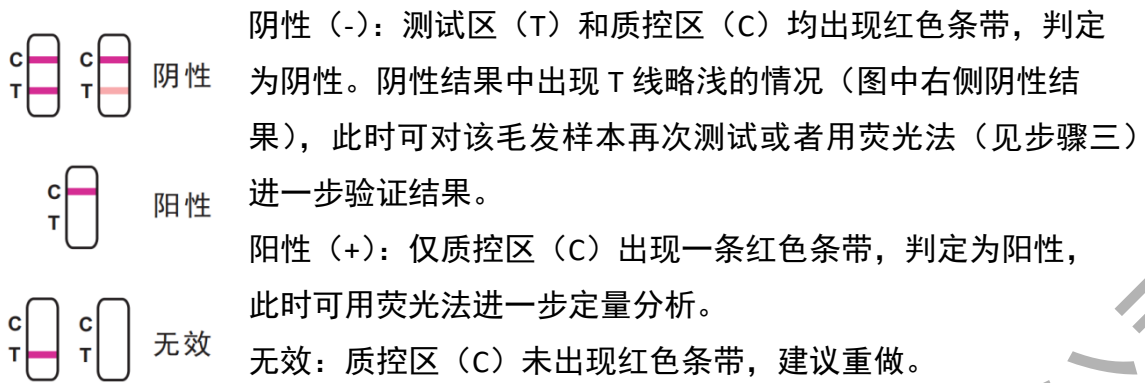 阴性（-）：测试区（T）和质控区（C）均出现红色条带，判定
为阴性。阴性结果中出现 T 线略浅的情况（图中右侧阴性结
果），此时可对该毛发样本再次测试或者用荧光法（见步骤三）
进一步验证结果。
阳性（+）：仅质控区（C）出现一条红色条带，判定为阳性，
此时可用荧光法进一步定量分析。
无效：质控区（C）未出现红色条带，建议重做。
C C
T T 阴性
C
T 阳性
C C
T T 无效